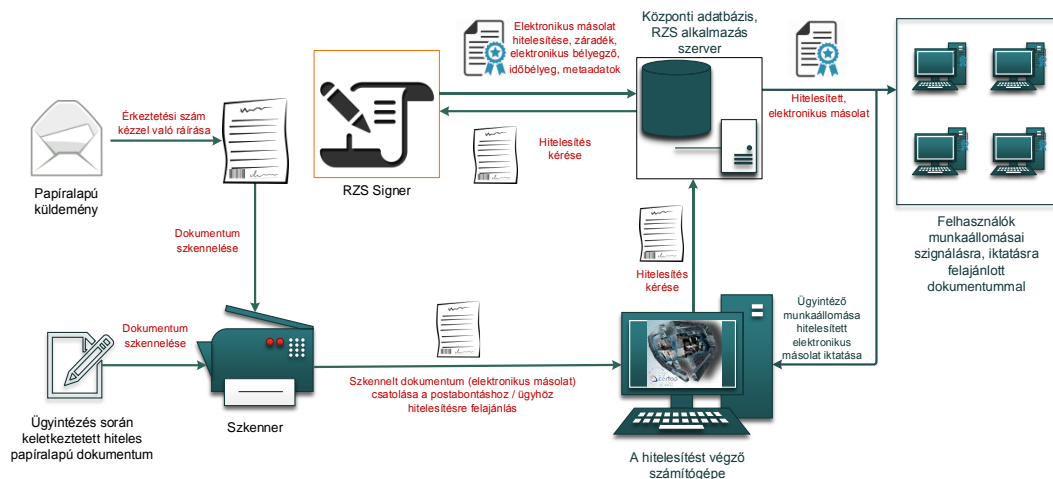 Elektronikus másolat
hitelesítése, záradék,
elektronikus bélyegző,
időbélyeg, metaadatok
Központi adatbázis,
RZS alkalmazás
szerver
Érkeztetési szám
kézzel való ráírása
Hitelesített,
elektronikus másolat
Hitelesítés
kérése
Papíralapú
küldemény
RZS Signer
Felhasználók
munkaállomásai
szignálásra, iktatásra
felajánlott
dokumentummal
Dokumentum
szkennelése
Hitelesítés
kérése
Ügyintéző
munkaállomása
hitelesített
elektronikus
másolat iktatása
Dokumentum
szkennelése
Szkennelt dokumentum (elektronikus másolat)
csatolása a postabontáshoz / ügyhöz
hitelesítésre felajánlás
certop
Ügyintézés során
keletkeztetett hiteles
papíralapú dokumentum
Szkenner
A hitelesítést végző
számítógépe